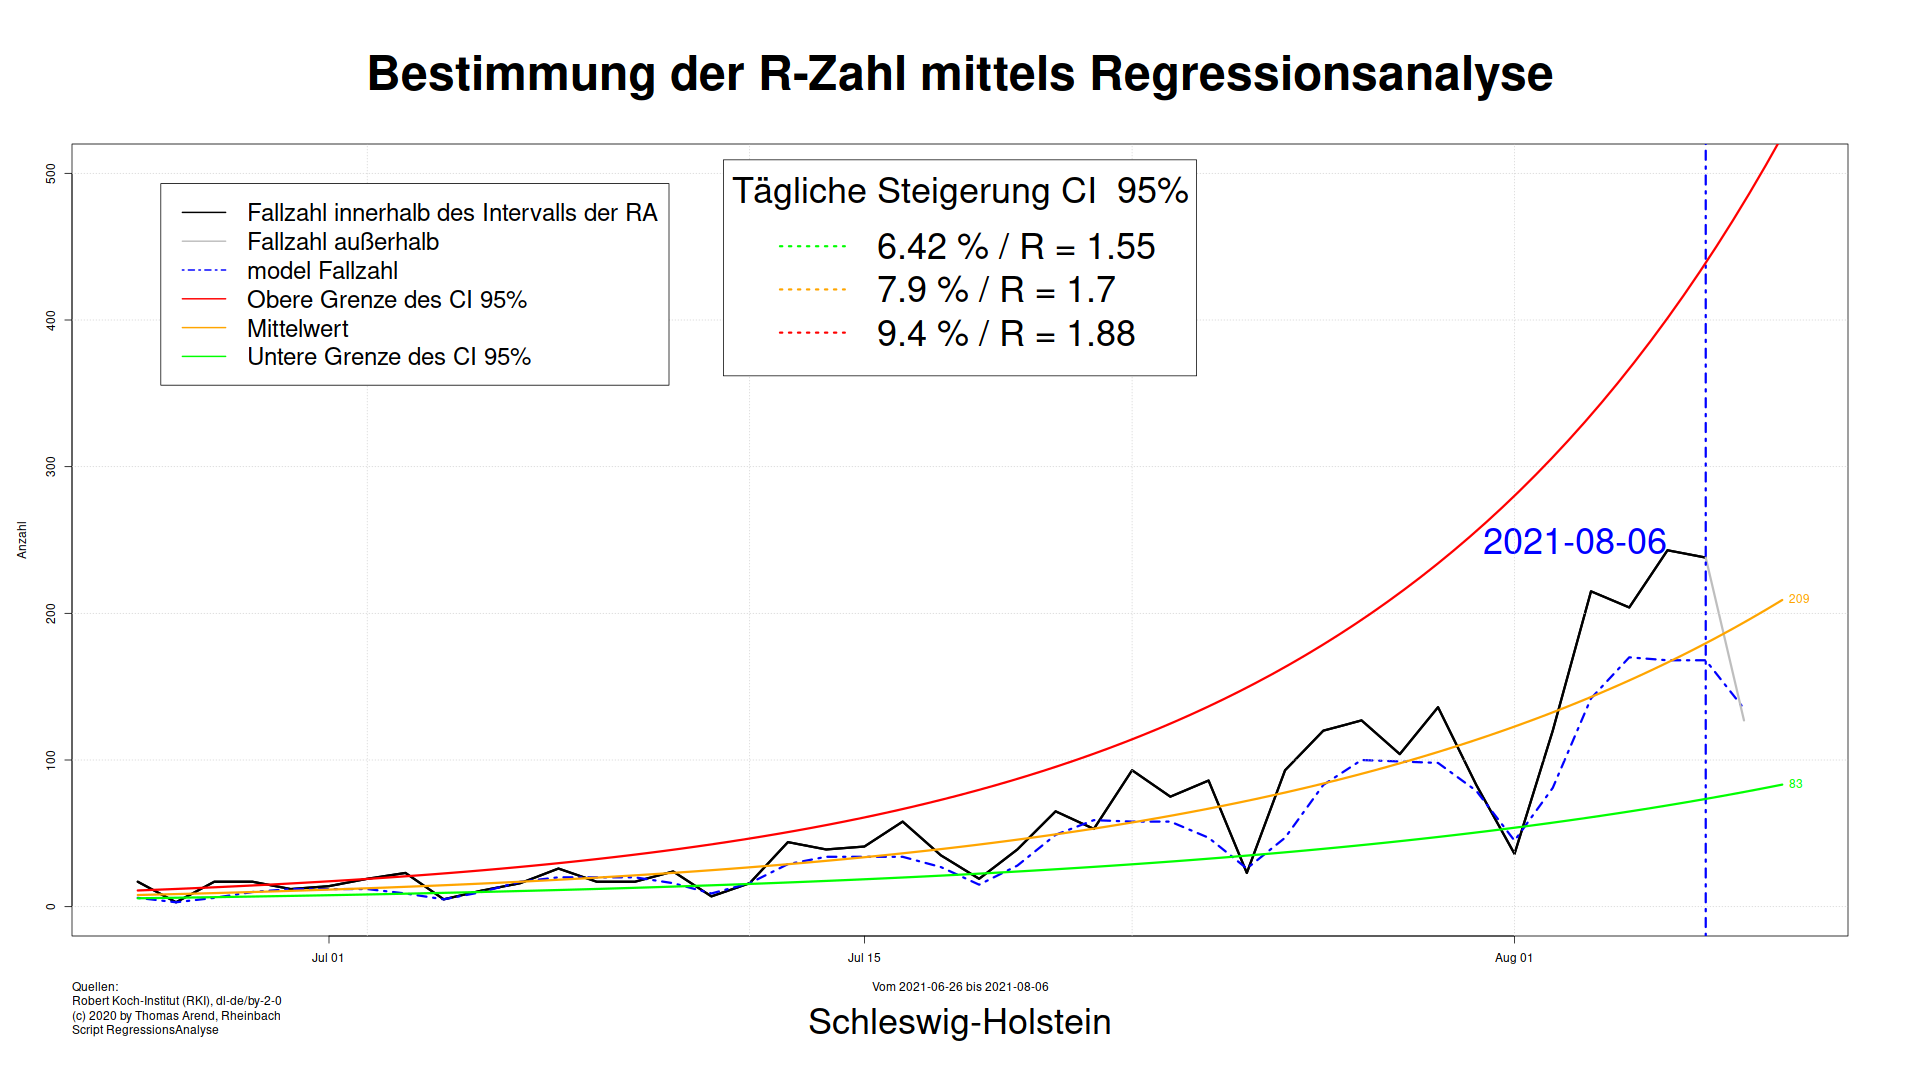 Bestimmung der R-Zahl mittels Regressionsanalyse
Fallzahl innerhalb des Intervalls der RA
Fallzahl außerhalb
model Fallzahl
Obere Grenze des CI 95%
Mittelwert
Untere Grenze des CI 95%
Tägliche Steigerung CI  95%
6.42 % / R = 1.55
7.9 % / R = 1.7
9.4 % / R = 1.88
500
400
300
200
100
0
Anzahl
2021-08-06
209
83
Jul 01
Jul 15
Aug 01
Quellen:
Robert Koch-Institut (RKI), dl-de/by-2-0
(c) 2020 by Thomas Arend, Rheinbach
Script RegressionsAnalyse
Vom 2021-06-26 bis 2021-08-06
Schleswig-Holstein